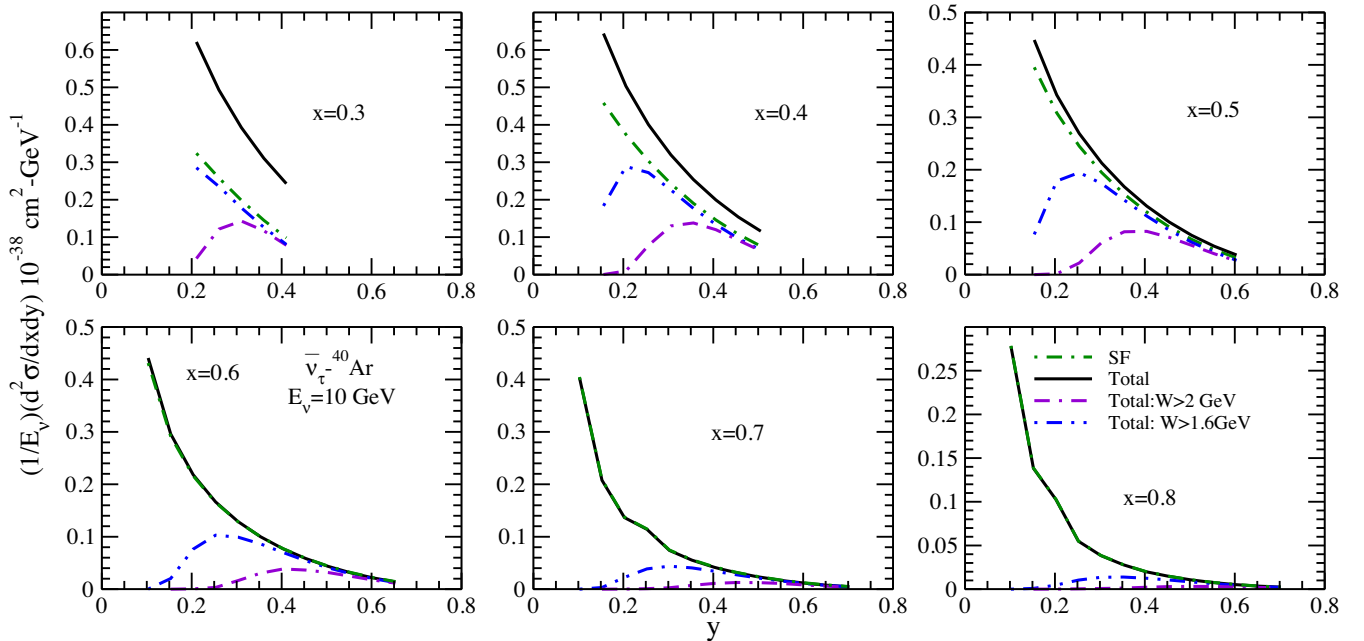 (1/E_ν)(d²σ/dxdy) 10⁻³⁸ cm²-GeV⁻¹
0.6
0.5
0.4
0.3
0.2
0.1
0
x=0.3
0 0.2 0.4 0.6 0.8
0.6
0.5
0.4
0.3
0.2
0.1
0
x=0.4
0 0.2 0.4 0.6 0.8
0.5
0.4
0.3
0.2
0.1
0
x=0.5
0 0.2 0.4 0.6 0.8
0.5
0.4
0.3
0.2
0.1
0
x=0.6
ν̅_τ-⁴⁰Ar
E_ν=10 GeV
0 0.2 0.4 0.6 0.8
0.5
0.4
0.3
0.2
0.1
0
x=0.7
0 0.2 0.4 0.6 0.8
y
0.25
0.2
0.15
0.1
0.05
0
SF
Total
Total:W>2 GeV
Total: W>1.6GeV
x=0.8
0 0.2 0.4 0.6 0.8